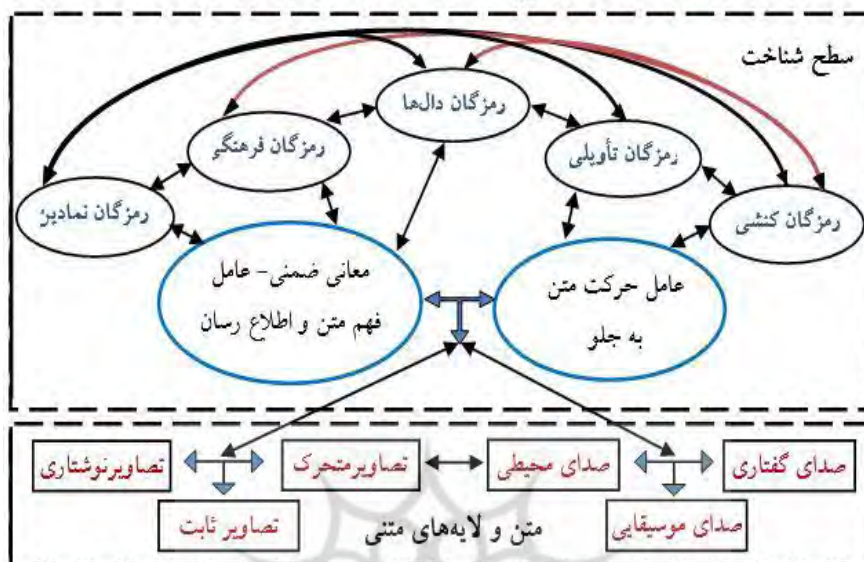 سطح شناخت
رمزگان دال‌ها
رمزگان تأویلی
رمزگان فرهنگی
رمزگان کنشی
رمزگان نمادین
عامل حرکت متن
به جلو
معانی ضمنی- عامل
فهم متن و اطلاع رسان
صدای گفتاری
صدای محیطی
تصاویرمتحرک
تصاویرنوشتاری
صدای موسیقایی
تصاویر ثابت
متن و لایه‌های متنی